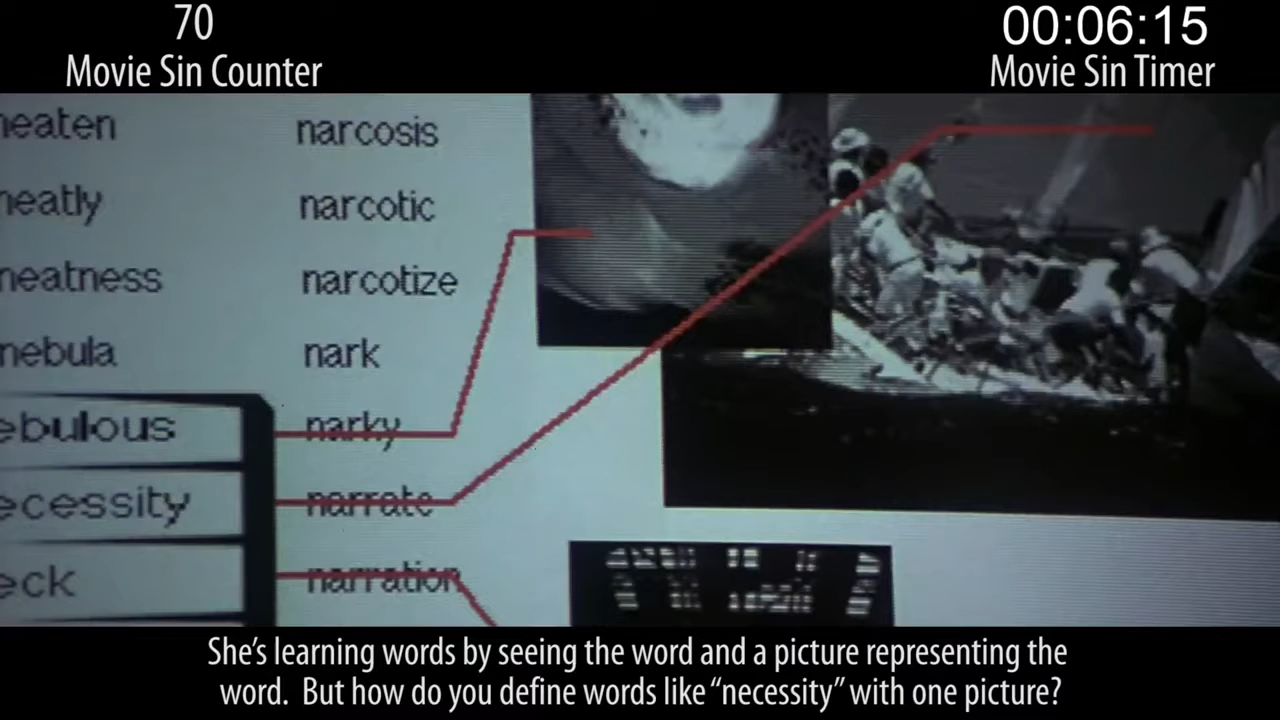 70
Movie Sin Counter
00:06:15
Movie Sin Timer
neaten
neatly
neatness
nebula
ebulous
ecessity
eck
narcosis
narcotic
narcotize
nark
narky
narrate
narration
She's learning words by seeing the word and a picture representing the
word.  But how do you define words like “necessity” with one picture?